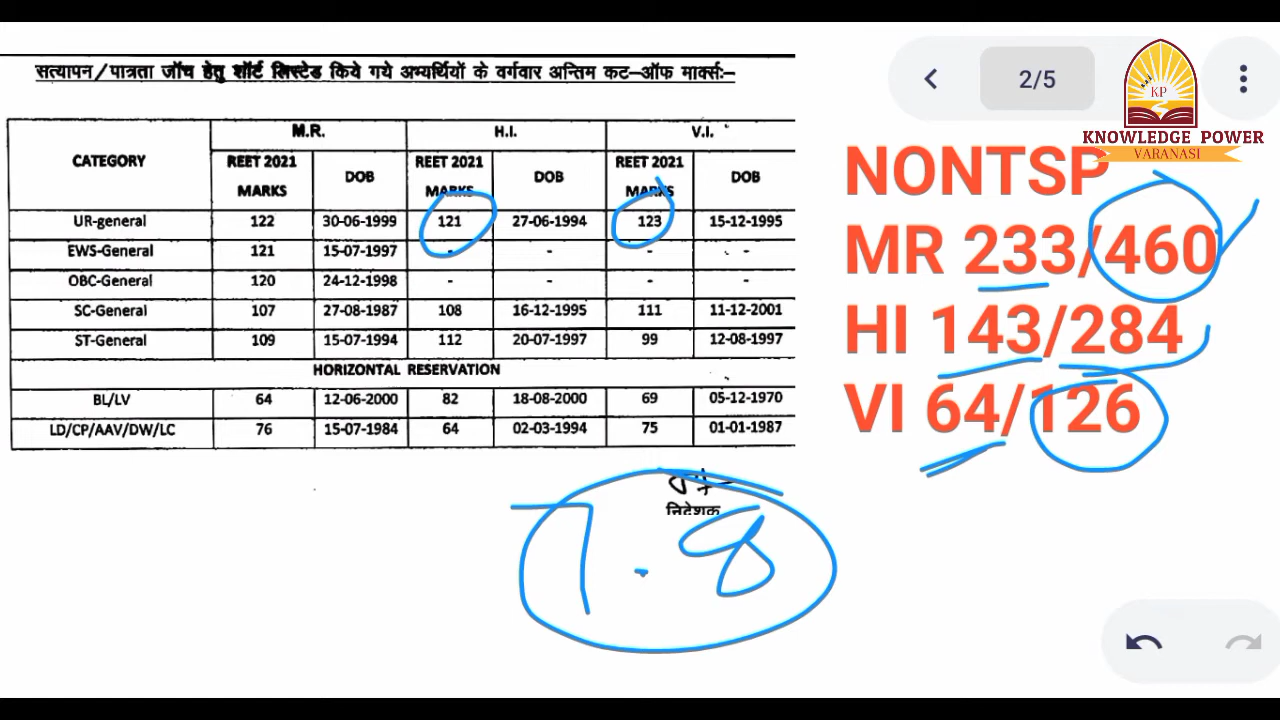 सत्यापन/पात्रता जाँच हेतु शॉर्ट लिस्टेड किये गये अभ्यर्थियों के वर्गवार अन्तिम कट–ऑफ मार्क्स:–
CATEGORY M.R. H.I. V.I.
REET 2021 MARKS DOB REET 2021 MARKS DOB REET 2021 MARKS DOB
UR-general 122 30-06-1999 121 27-06-1994 123 15-12-1995
EWS-General 121 15-07-1997 - - - -
OBC-General 120 24-12-1998 - - - -
SC-General 107 27-08-1987 108 16-12-1995 111 11-12-2001
ST-General 109 15-07-1994 112 20-07-1997 99 12-08-1997
HORIZONTAL RESERVATION
BL/LV 64 12-06-2000 82 18-08-2000 69 05-12-1970
LD/CP/AAV/DW/LC 76 15-07-1984 64 02-03-1994 75 01-01-1987
निदेशक
7.8
2/5
KP
KNOWLEDGE POWER
VARANASI
NONTSP
MR 233/460
HI 143/284
VI 64/126